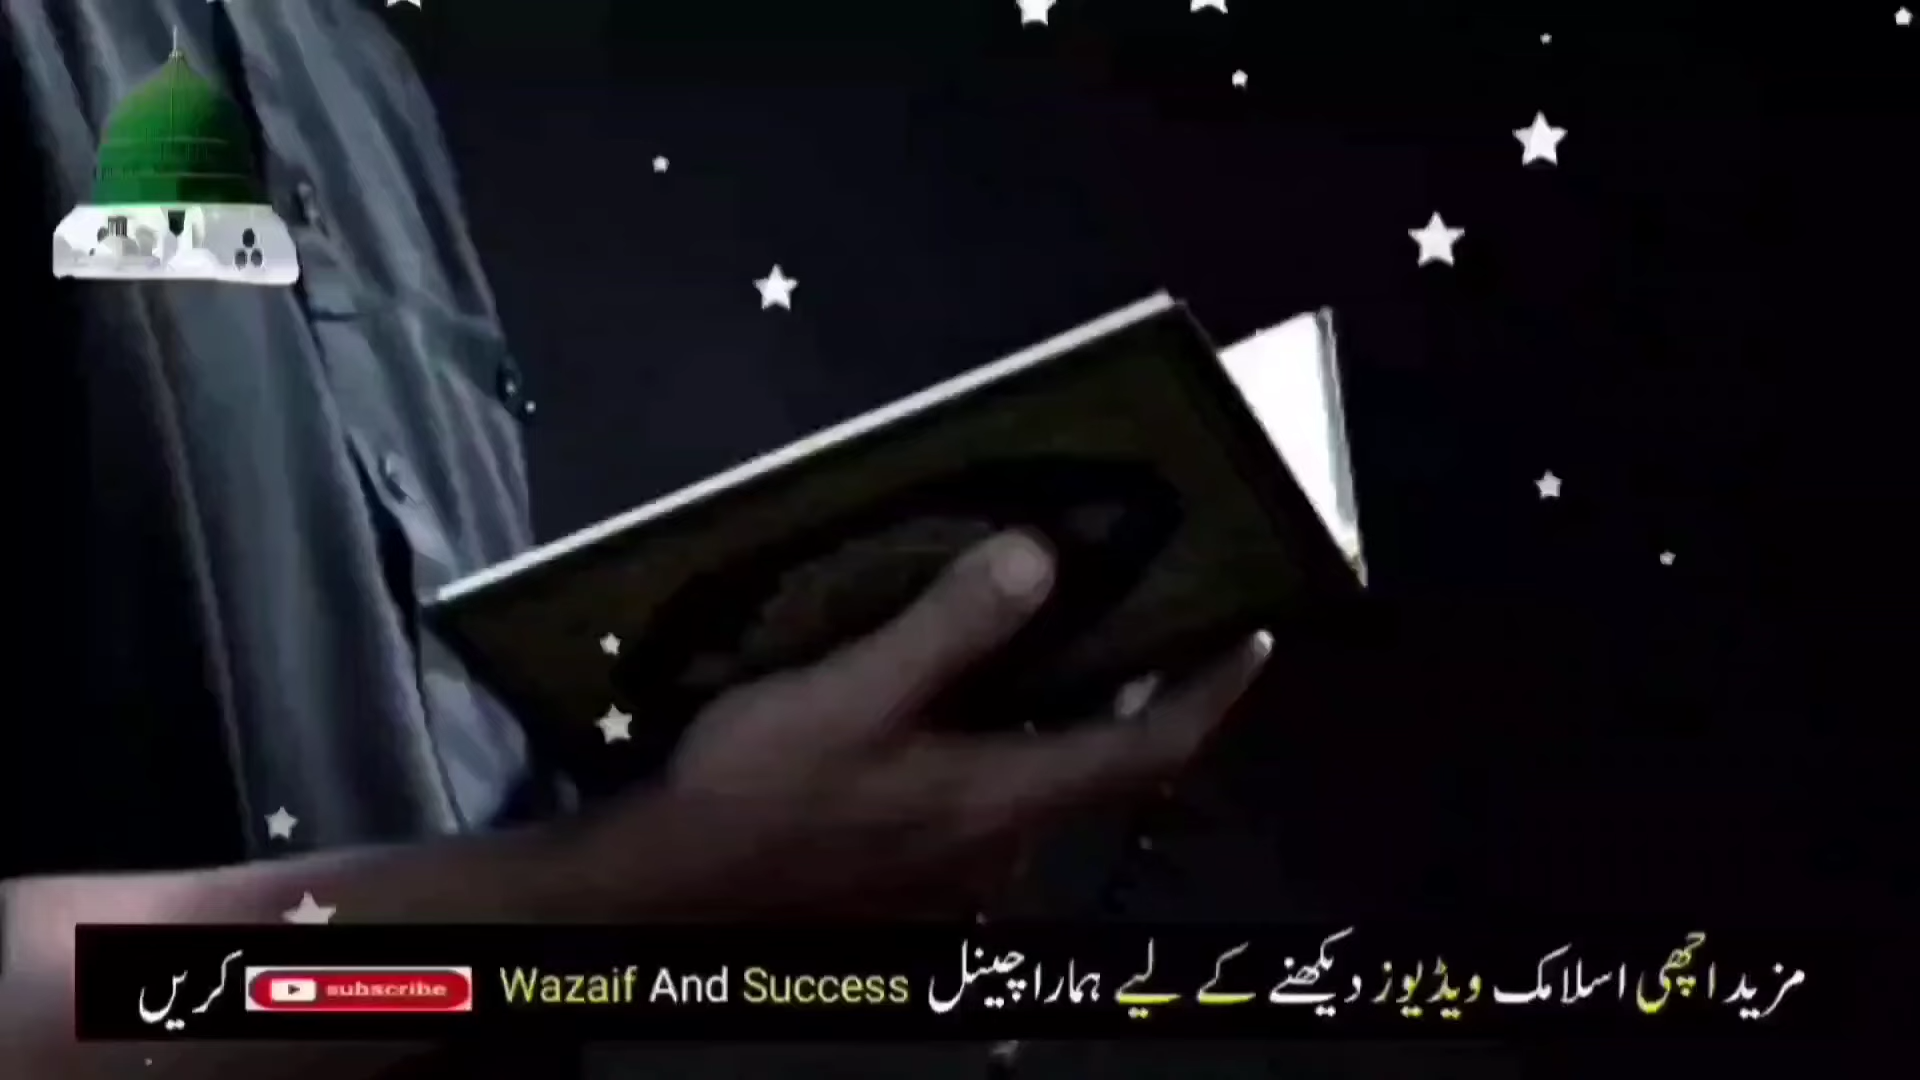 مزید اچھی اسلامک ویڈیوز دیکھنے کے لیے ہمارا چینل Wazaif And Success subscribe کریں